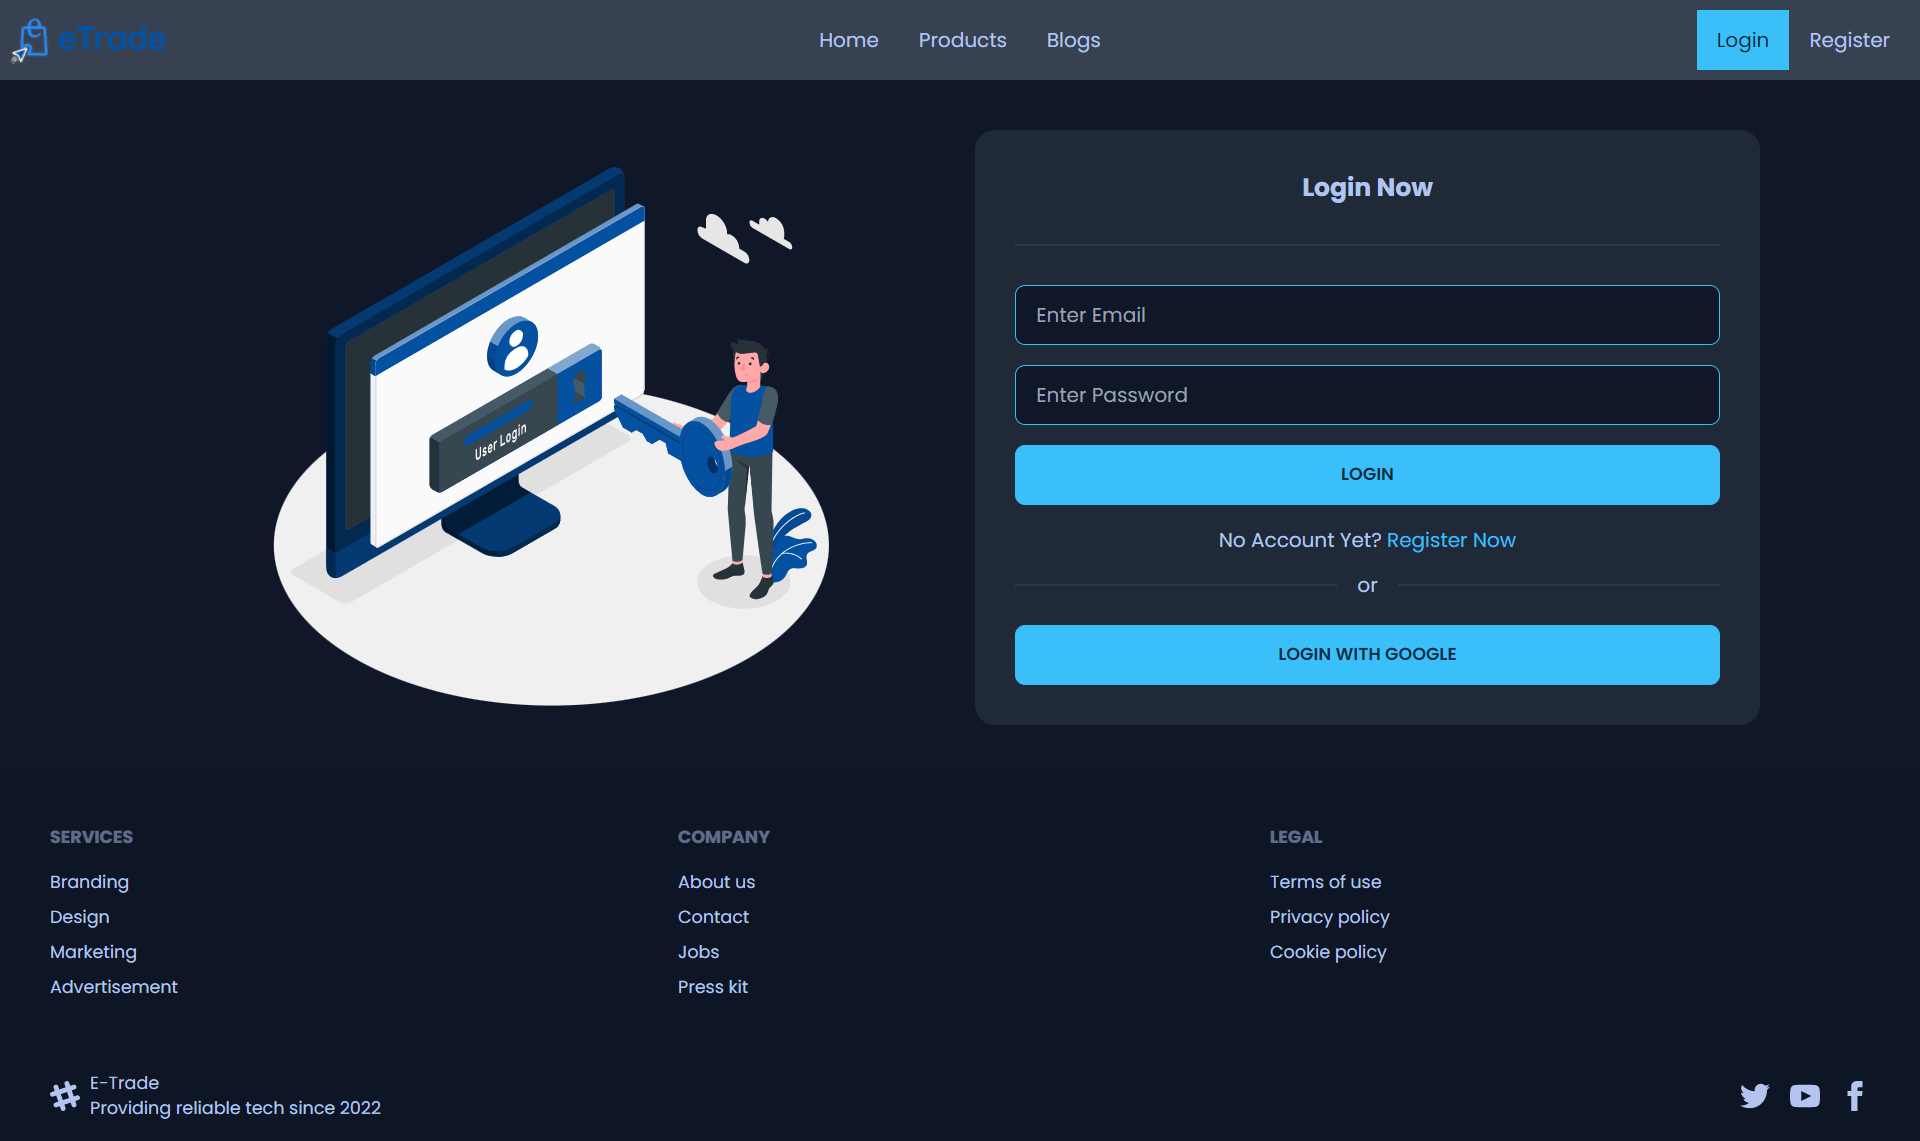 eTrade
Home Products Blogs
Login Register
Login Now
Enter Email
Enter Password
LOGIN
No Account Yet? Register Now
or
LOGIN WITH GOOGLE
User Login
SERVICES
Branding
Design
Marketing
Advertisement
COMPANY
About us
Contact
Jobs
Press kit
LEGAL
Terms of use
Privacy policy
Cookie policy
E-Trade
Providing reliable tech since 2022